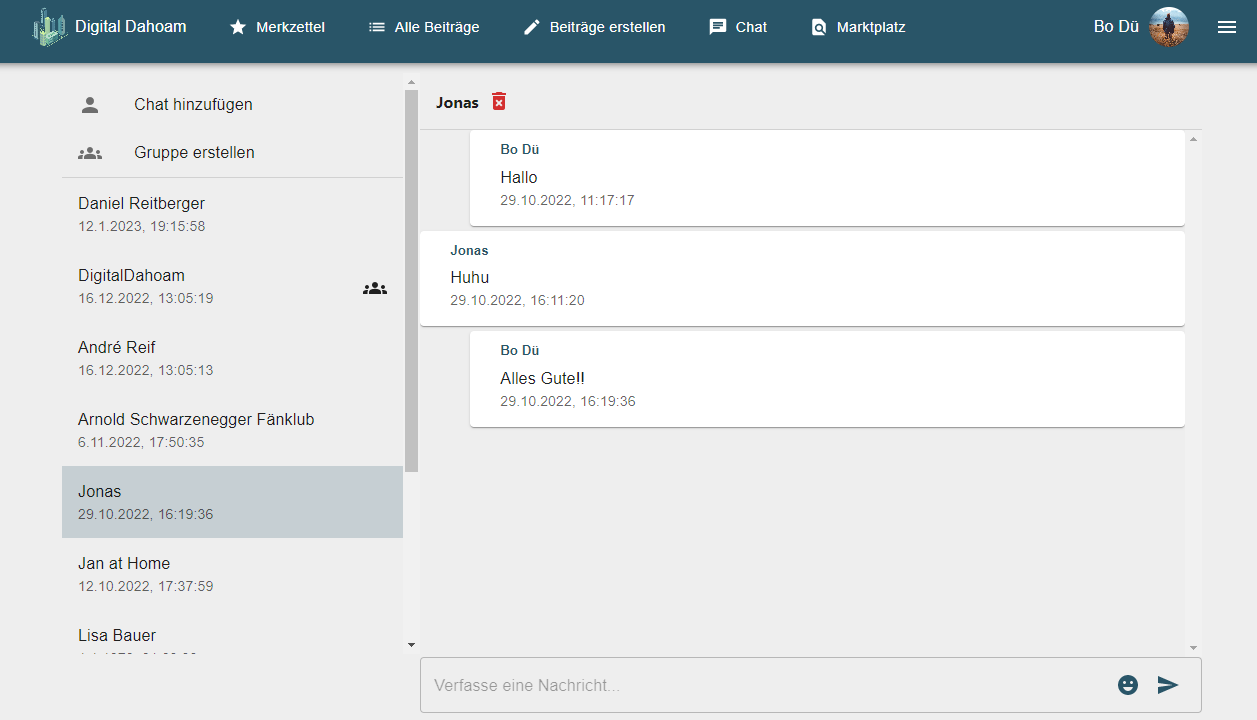 Digital Dahoam
Merkzettel
Alle Beiträge
Beiträge erstellen
Chat
Marktplatz
Bo Dü
Chat hinzufügen
Gruppe erstellen
Daniel Reitberger
12.1.2023, 19:15:58
DigitalDahoam
16.12.2022, 13:05:19
André Reif
16.12.2022, 13:05:13
Arnold Schwarzenegger Fänklub
6.11.2022, 17:50:35
Jonas
29.10.2022, 16:19:36
Jan at Home
12.10.2022, 17:37:59
Lisa Bauer
Jonas
Bo Dü
Hallo
29.10.2022, 11:17:17
Jonas
Huhu
29.10.2022, 16:11:20
Bo Dü
Alles Gute!!
29.10.2022, 16:19:36
Verfasse eine Nachricht...